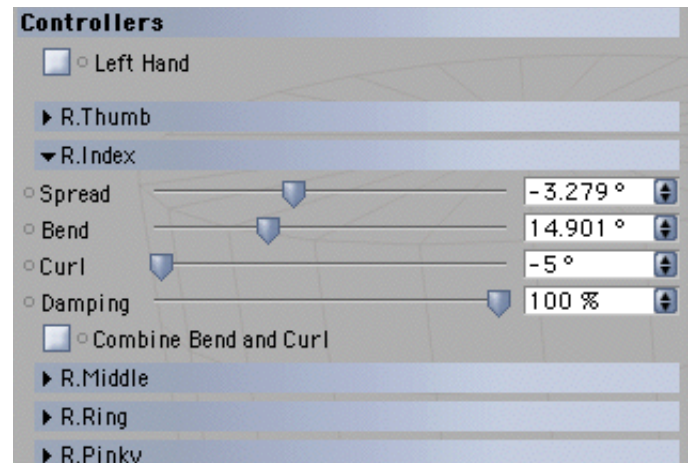 Controllers
Left Hand
R.Thumb
R.Index
Spread -3.279 °
Bend 14.901 °
Curl -5 °
Damping 100 %
Combine Bend and Curl
R.Middle
R.Ring
R.Pinky